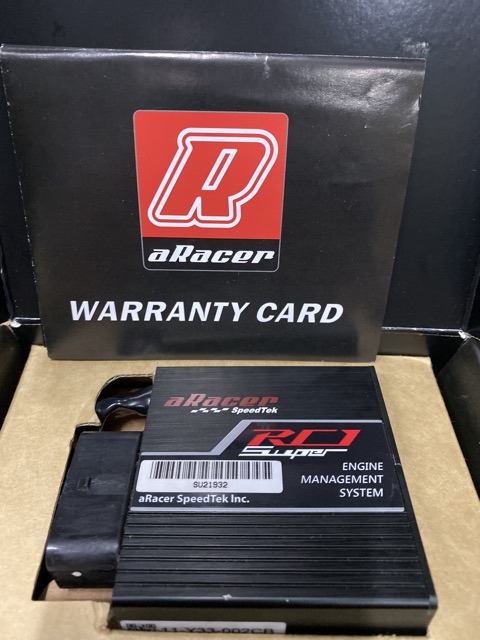 aRacer
WARRANTY CARD
aRacer
SpeedTek
RC1
Super
ENGINE
MANAGEMENT
SYSTEM
SU21932
aRacer SpeedTek Inc.